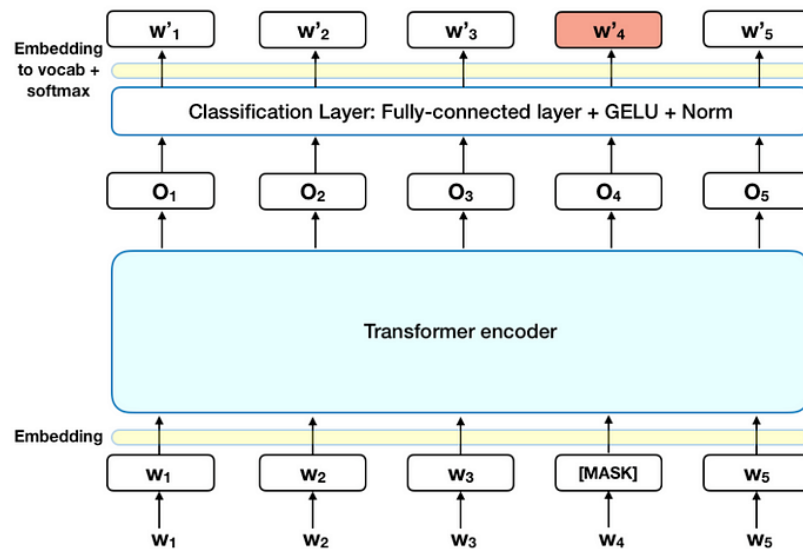 w’₁ w’₂ w’₃ w’₄ w’₅
Embedding
to vocab +
softmax
Classification Layer: Fully-connected layer + GELU + Norm
O₁ O₂ O₃ O₄ O₅
Transformer encoder
Embedding
w₁ w₂ w₃ [MASK] w₅
w₁ w₂ w₃ w₄ w₅